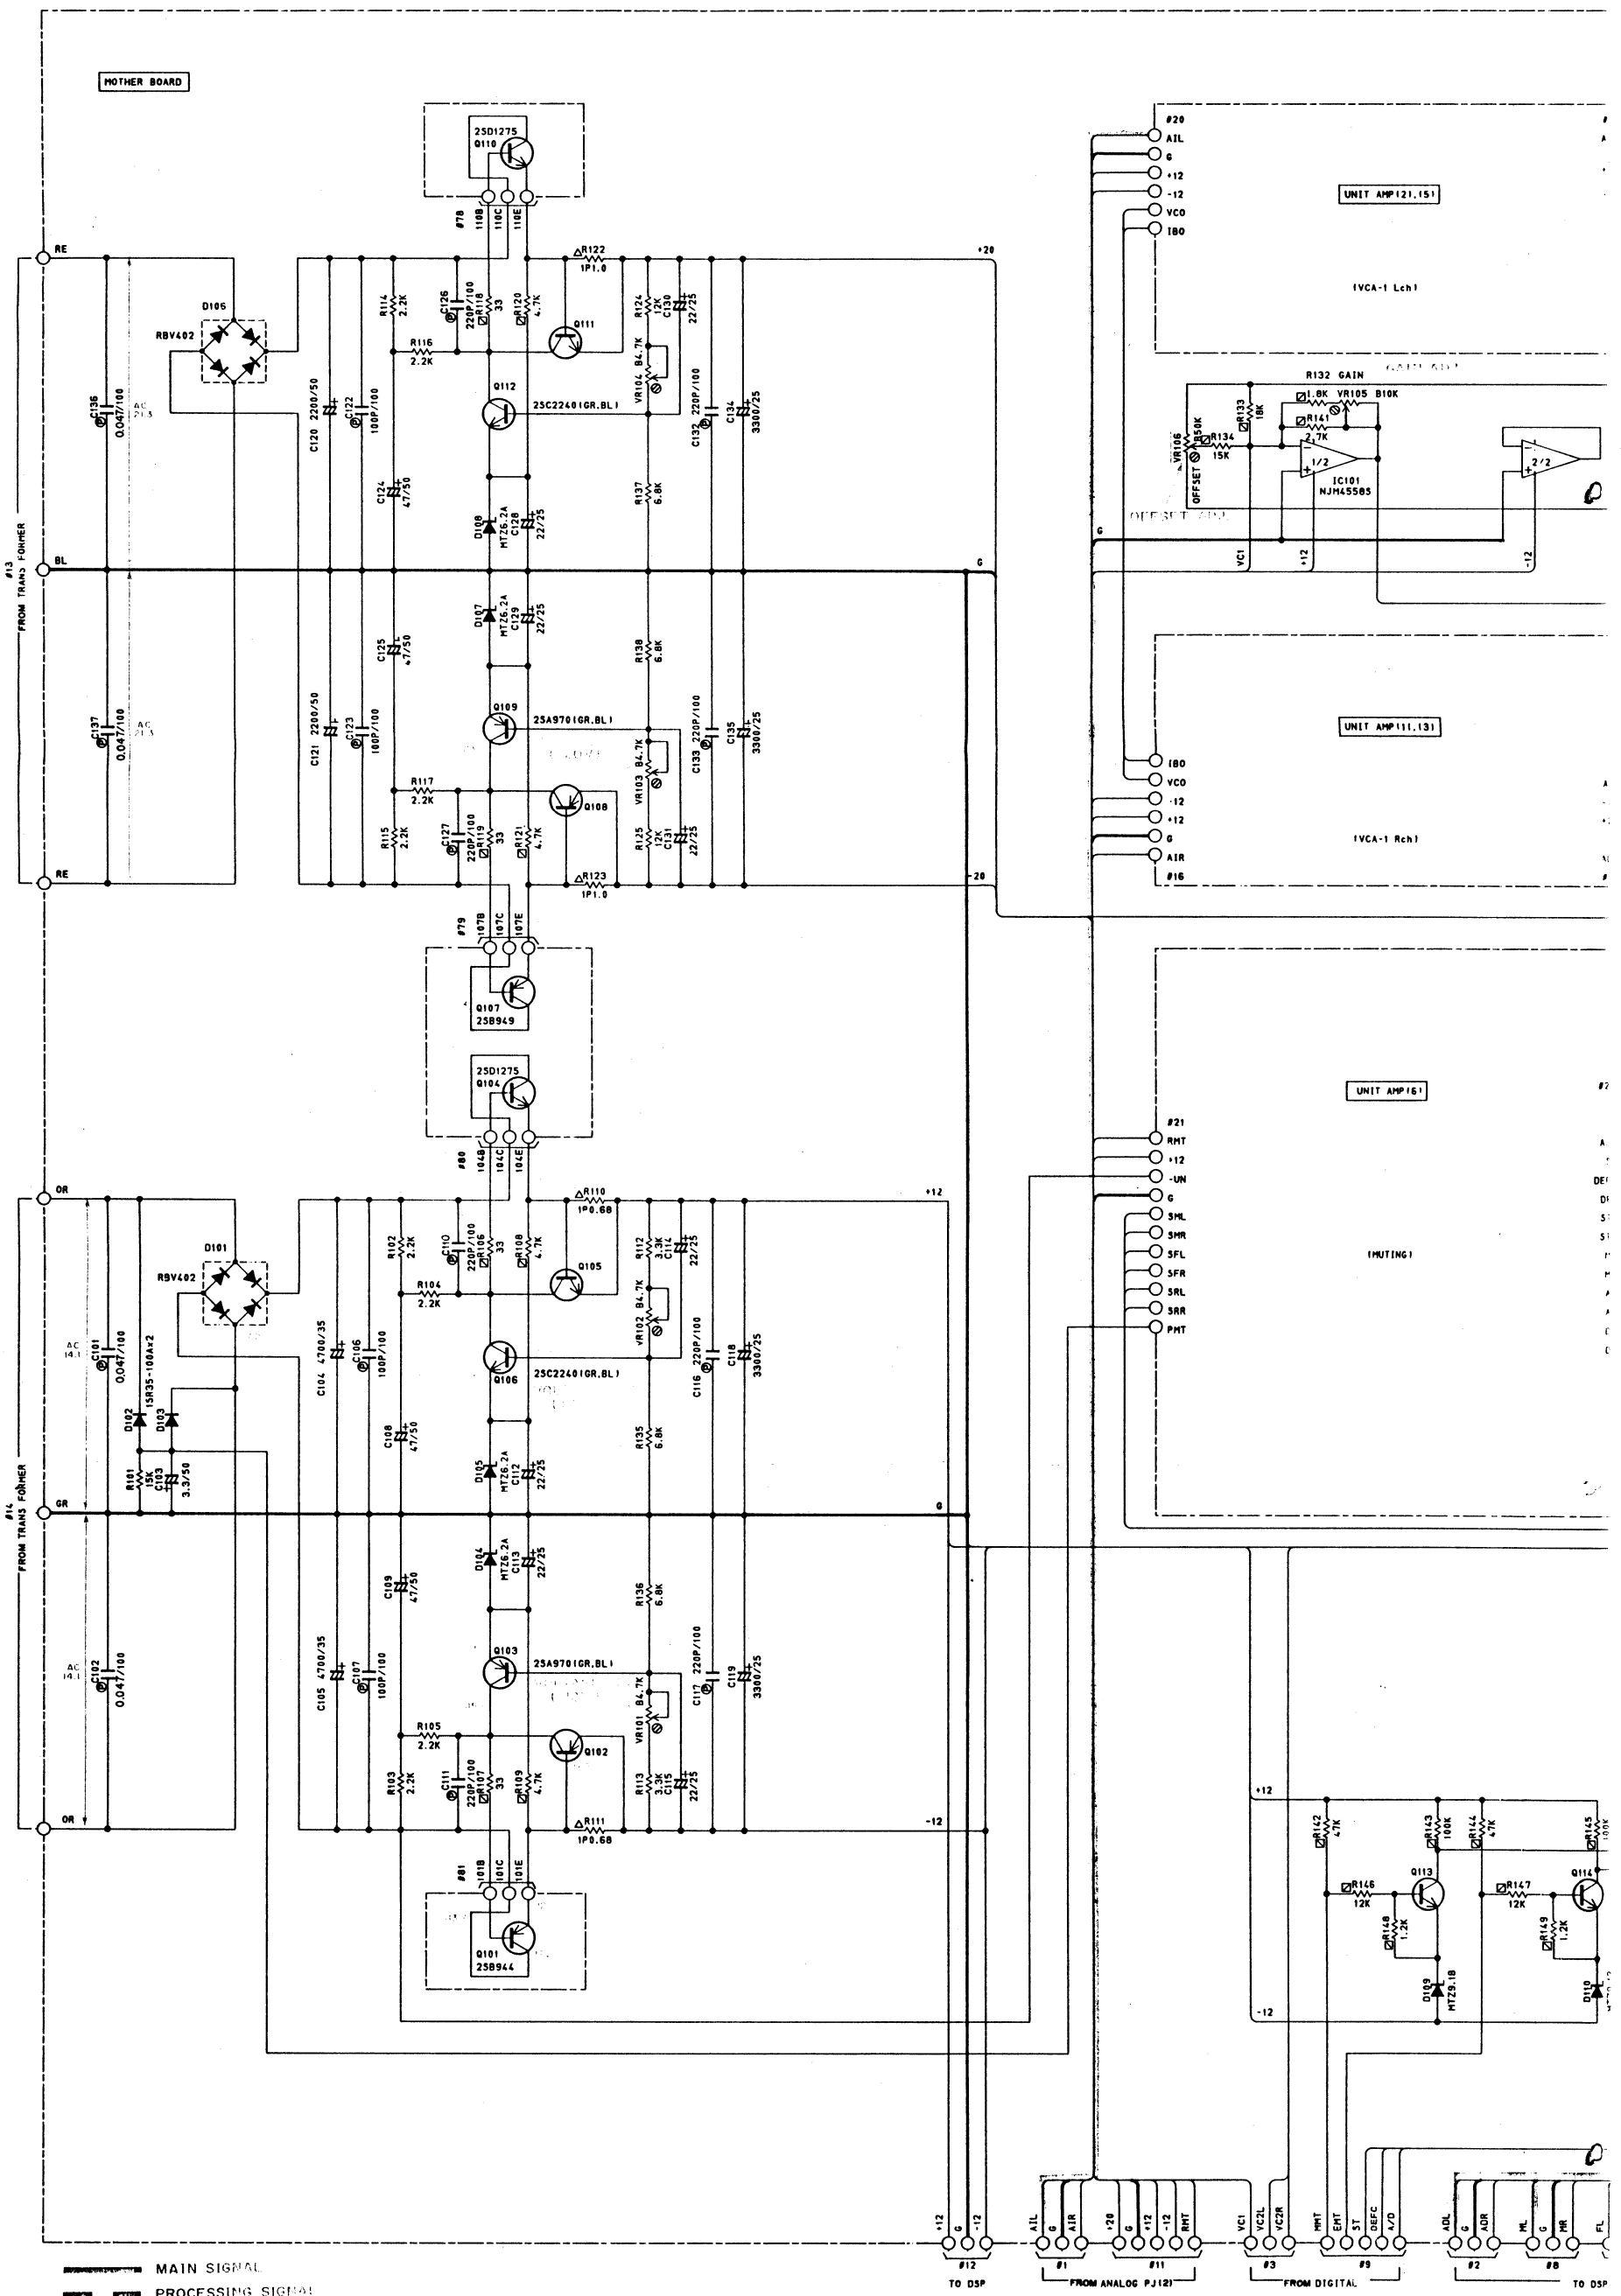 MOTHER BOARD
2SD1275
Q110
#78
110B
110C
110E
#20
AIL
G
+12
-12
VCO
IBO
UNIT AMP(2),(5)
(VCA-1 Lch)
RE
D106
RBV402
C136
0.047/100
AC
21.3
C120 2200/50
C122
100P/100
R114
2.2K
R116
2.2K
C126
220P/100
R118
33
R120
4.7K
R122
1P1.0
Q111
Q112
2SC2240(GR,BL)
R124
12K
C130
22/25
VR104 B4.7K
C132 220P/100
C134
3300/25
+20
C124
47/50
D108
MTZ6.2A
C128
22/25
R137
6.8K
R132 GAIN
1.8K
VR105 B10K
R133
18K
R141
2.7K
R134
15K
VR106
B50K
OFFSET
1/2
IC101
NJM4558S
2/2
OFFSET ADJ
G
VC1
+12
-12
#13
FROM TRANS FORMER
BL
G
D107
MTZ6.2A
C129
22/25
C125
47/50
R138
6.8K
C137
0.047/100
AC
21.3
C121 2200/50
C123
100P/100
Q109
2SA970(GR,BL)
VR103 B4.7K
C133 220P/100
C135
3300/25
R117
2.2K
R115
2.2K
C127
220P/100
R119
33
R121
4.7K
Q108
R125
12K
C131
22/25
RE
R123
1P1.0
-20
UNIT AMP(1),(3)
IBO
VCO
-12
+12
G
AIR
#16
(VCA-1 Rch)
#79
107B
107C
107E
Q107
2SB949
2SD1275
Q104
#80
104B
104C
104E
UNIT AMP(6)
#21
RMT
+12
-UN
G
SML
SMR
SFL
SFR
SRL
SRR
PMT
(MUTING)
OR
D101
RBV402
AC
14.1
C101
0.047/100
D102
1SR35-100Ax2
D103
R101
15K
C103
3.3/50
C104 4700/35
C106
100P/100
R102
2.2K
R104
2.2K
C110
220P/100
R106
33
R108
4.7K
R110
1P0.68
Q105
Q106
2SC2240(GR,BL)
R112
3.3K
C114
22/25
VR102 B4.7K
C116 220P/100
C118
3300/25
+12
C108
47/50
D105
MTZ6.2A
C112
22/25
R135
6.8K
#14
FROM TRANS FORMER
GR
G
D104
MTZ6.2A
C113
22/25
C109
47/50
R136
6.8K
AC
14.1
C102
0.047/100
C105 4700/35
C107
100P/100
Q103
2SA970(GR,BL)
VR101 B4.7K
C117 220P/100
C119
3300/25
R105
2.2K
R103
2.2K
C111
220P/100
R107
33
R109
4.7K
Q102
R113
3.3K
C115
22/25
OR
R111
1P0.68
-12
#81
101B
101C
101E
Q101
2SB944
+12
R142
47K
R143
100K
R144
47K
R145
100K
Q113
Q114
R146
12K
R147
12K
R148
1.2K
R149
1.2K
D109
MTZ9.1B
D110
-12
+12
G
-12
#12
TO DSP
AIL
G
AIR
#1
+20
G
+12
-12
RMT
#11
FROM ANALOG PJ(2)
VC1
VC2L
VC2R
#3
MMT
EMT
ST
DEFC
A/D
#9
FROM DIGITAL
ADL
G
ADR
#2
ML
G
MR
#8
FL
TO DSP
MAIN SIGNAL
PROCESSING SIGNAL